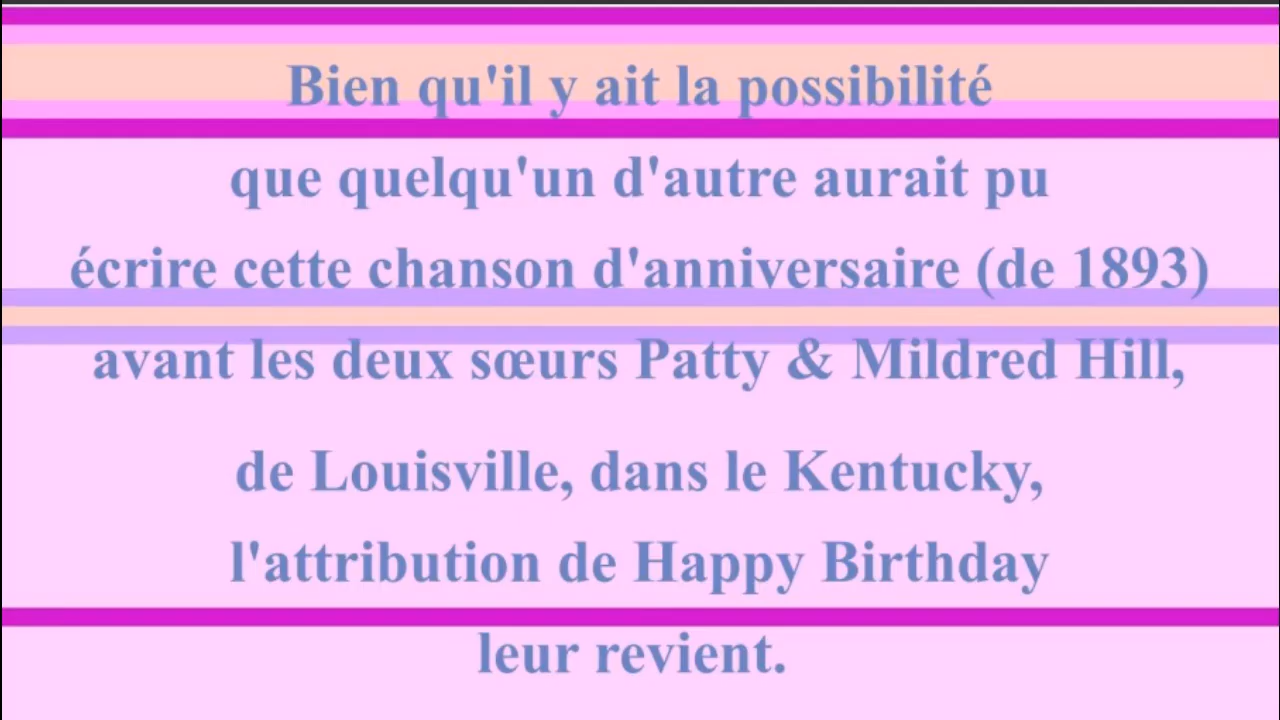 Bien qu'il y ait la possibilité
que quelqu'un d'autre aurait pu
écrire cette chanson d'anniversaire (de 1893)
avant les deux sœurs Patty & Mildred Hill,
de Louisville, dans le Kentucky,
l'attribution de Happy Birthday
leur revient.